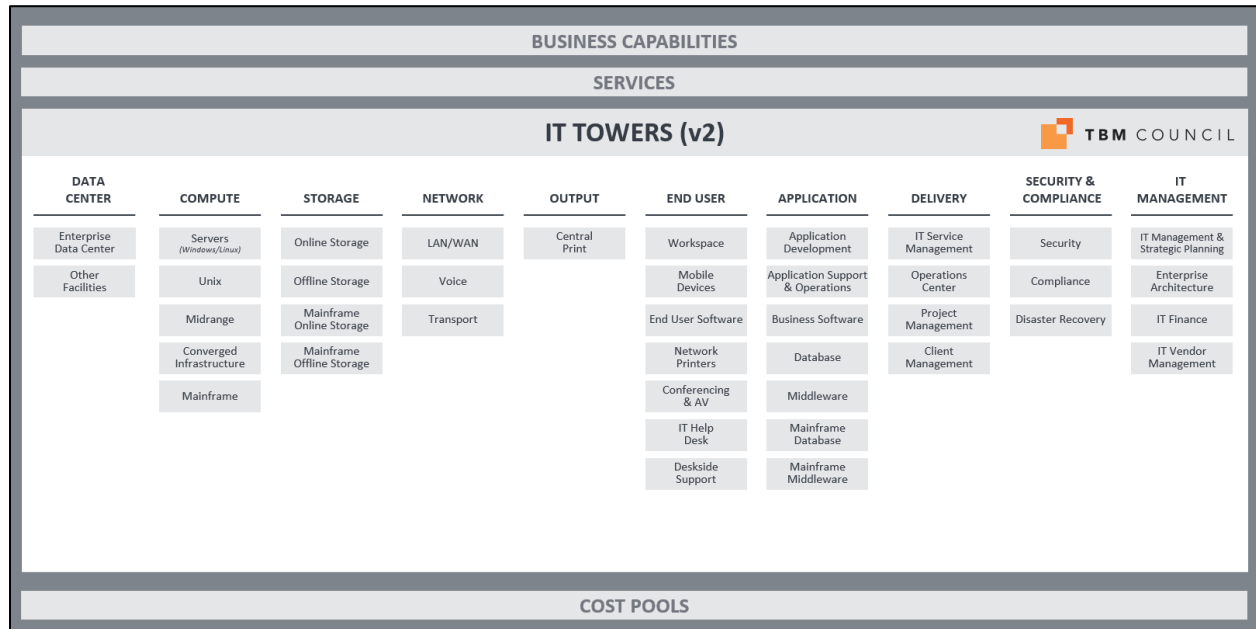 BUSINESS CAPABILITIES
SERVICES
IT TOWERS (v2)
TBM COUNCIL
DATA
CENTER
Enterprise
Data Center
Other
Facilities
COMPUTE
Servers
(Windows/Linux)
Unix
Midrange
Converged
Infrastructure
Mainframe
STORAGE
Online Storage
Offline Storage
Mainframe
Online Storage
Mainframe
Offline Storage
NETWORK
LAN/WAN
Voice
Transport
OUTPUT
Central
Print
END USER
Workspace
Mobile
Devices
End User Software
Network
Printers
Conferencing
& AV
IT Help
Desk
Deskside
Support
APPLICATION
Application
Development
Application Support
& Operations
Business Software
Database
Middleware
Mainframe
Database
Mainframe
Middleware
DELIVERY
IT Service
Management
Operations
Center
Project
Management
Client
Management
SECURITY &
COMPLIANCE
Security
Compliance
Disaster Recovery
IT
MANAGEMENT
IT Management &
Strategic Planning
Enterprise
Architecture
IT Finance
IT Vendor
Management
COST POOLS